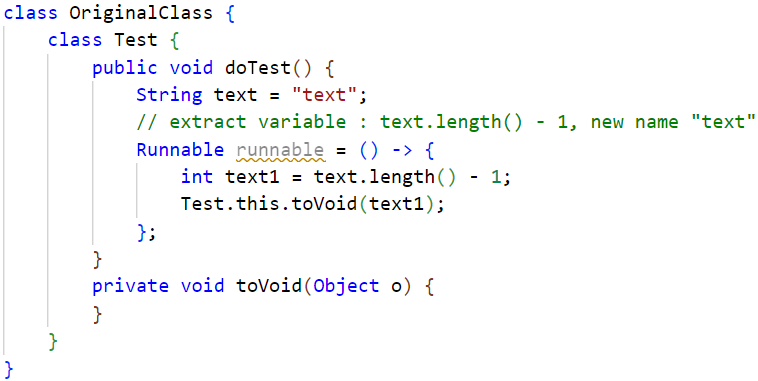 class OriginalClass {
    class Test {
        public void doTest() {
            String text = "text";
            // extract variable : text.length() - 1, new name "text"
            Runnable runnable = () -> {
                int text1 = text.length() - 1;
                Test.this.toVoid(text1);
            };
        }
        private void toVoid(Object o) {
        }
    }
}